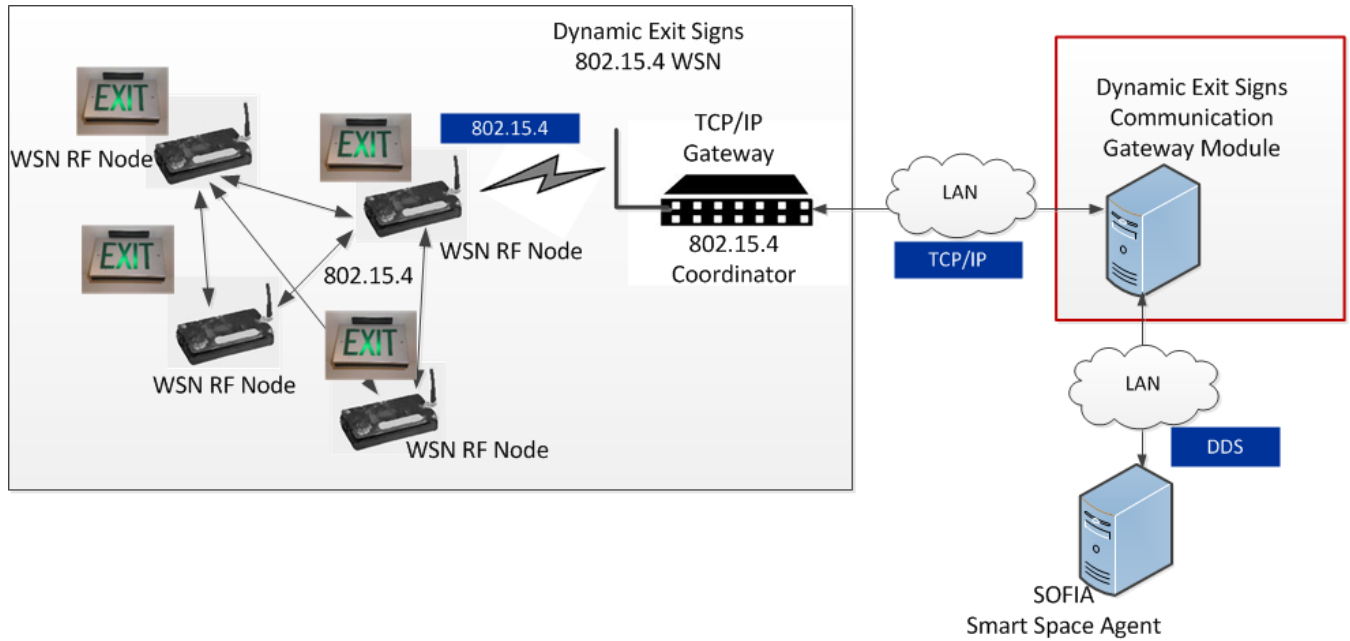 Dynamic Exit Signs
802.15.4 WSN
EXIT
WSN RF Node
EXIT
802.15.4
WSN RF Node
TCP/IP
Gateway
802.15.4
Coordinator
EXIT
WSN RF Node
802.15.4
EXIT
WSN RF Node
LAN
TCP/IP
Dynamic Exit Signs
Communication
Gateway Module
LAN
DDS
SOFIA
Smart Space Agent